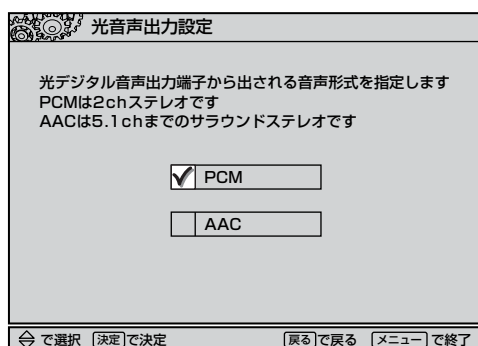 光音声出力設定
光デジタル音声出力端子から出される音声形式を指定します
PCMは2chステレオです
AACは5.1chまでのサラウンドステレオです
PCM
AAC
で選択 決定で決定 戻るで戻る メニューで終了